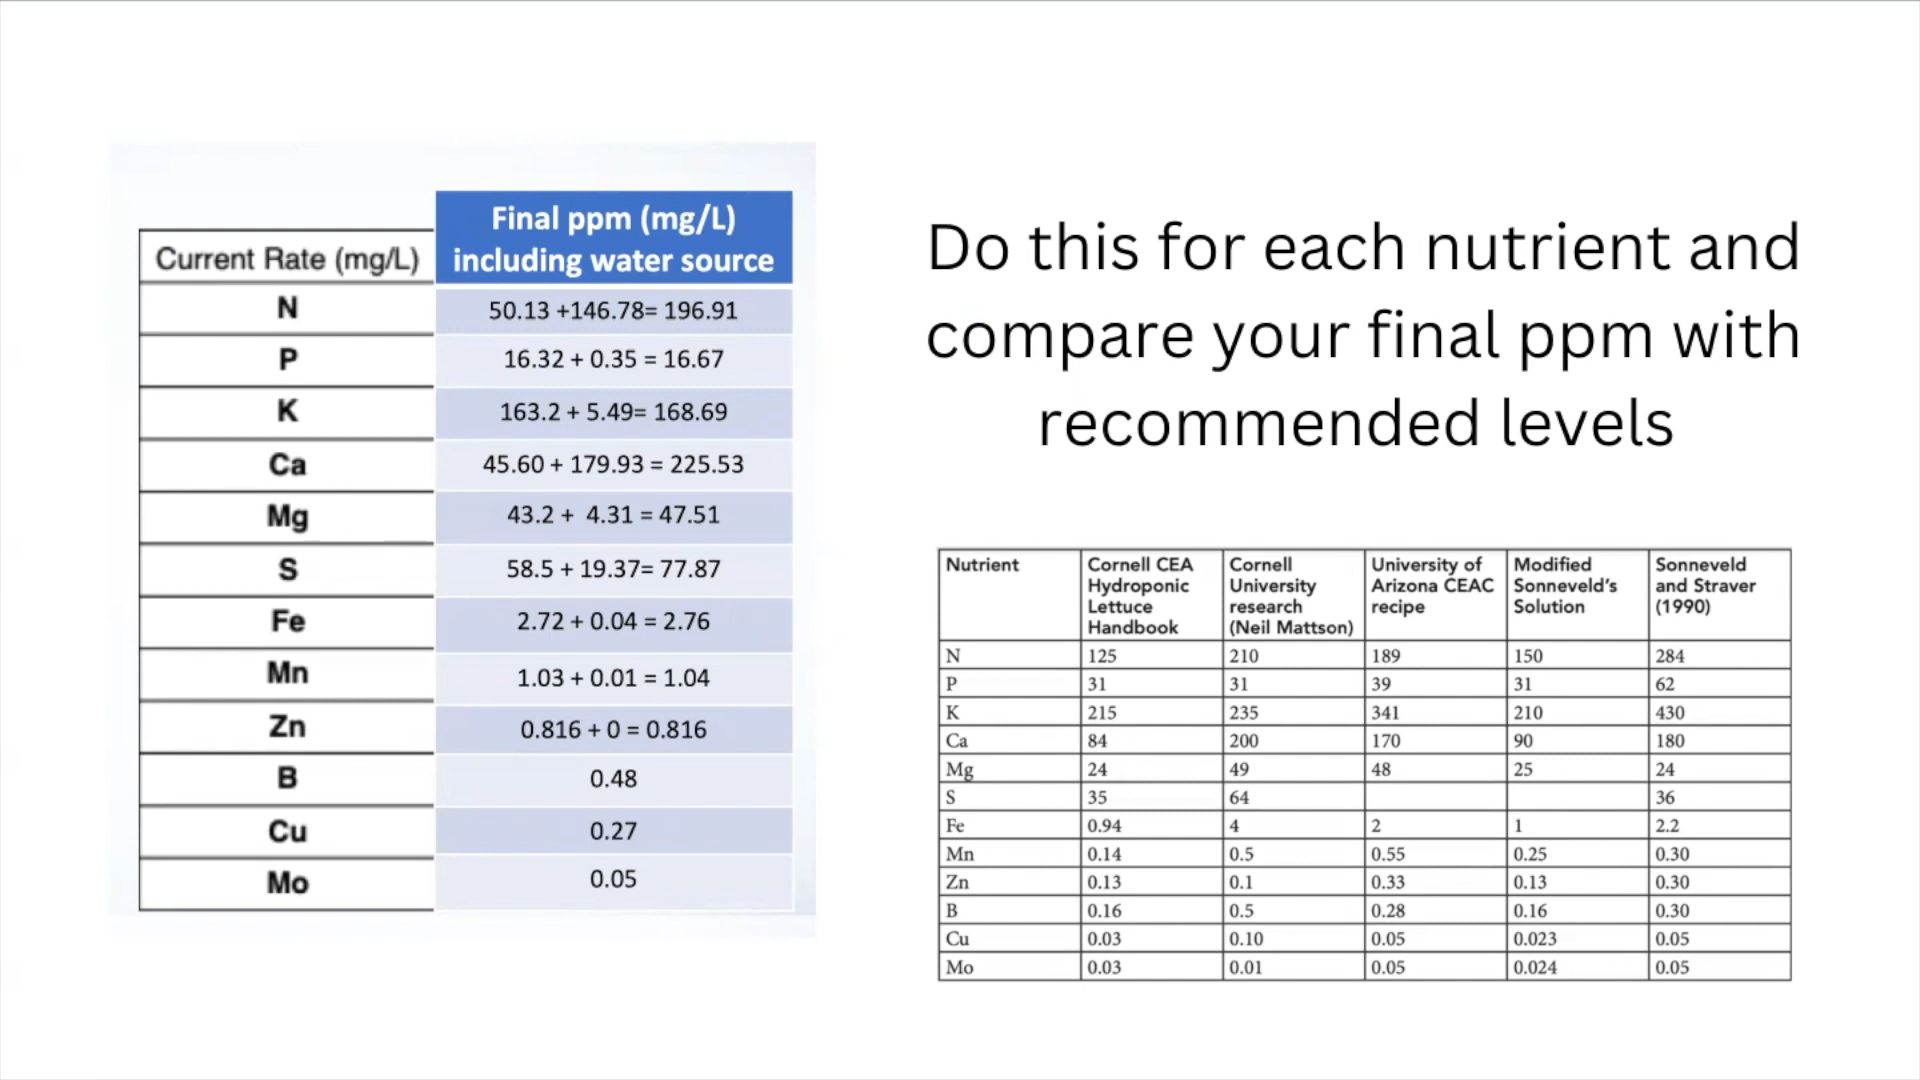 Final ppm (mg/L)
including water source
Current Rate (mg/L)
N 50.13 +146.78= 196.91
P 16.32 + 0.35 = 16.67
K 163.2 + 5.49= 168.69
Ca 45.60 + 179.93 = 225.53
Mg 43.2 + 4.31 = 47.51
S 58.5 + 19.37= 77.87
Fe 2.72 + 0.04 = 2.76
Mn 1.03 + 0.01 = 1.04
Zn 0.816 + 0 = 0.816
B 0.48
Cu 0.27
Mo 0.05
Do this for each nutrient and
compare your final ppm with
recommended levels
Nutrient Cornell CEA Cornell University of Modified Sonneveld
Hydroponic University Arizona CEAC Sonneveld's and Straver
Lettuce research recipe Solution (1990)
Handbook (Neil Mattson)
N 125 210 189 150 284
P 31 31 39 31 62
K 215 235 341 210 430
Ca 84 200 170 90 180
Mg 24 49 48 25 24
S 35 64 36
Fe 0.94 4 2 1 2.2
Mn 0.14 0.5 0.55 0.25 0.30
Zn 0.13 0.1 0.33 0.13 0.30
B 0.16 0.5 0.28 0.16 0.30
Cu 0.03 0.10 0.05 0.023 0.05
Mo 0.03 0.01 0.05 0.024 0.05